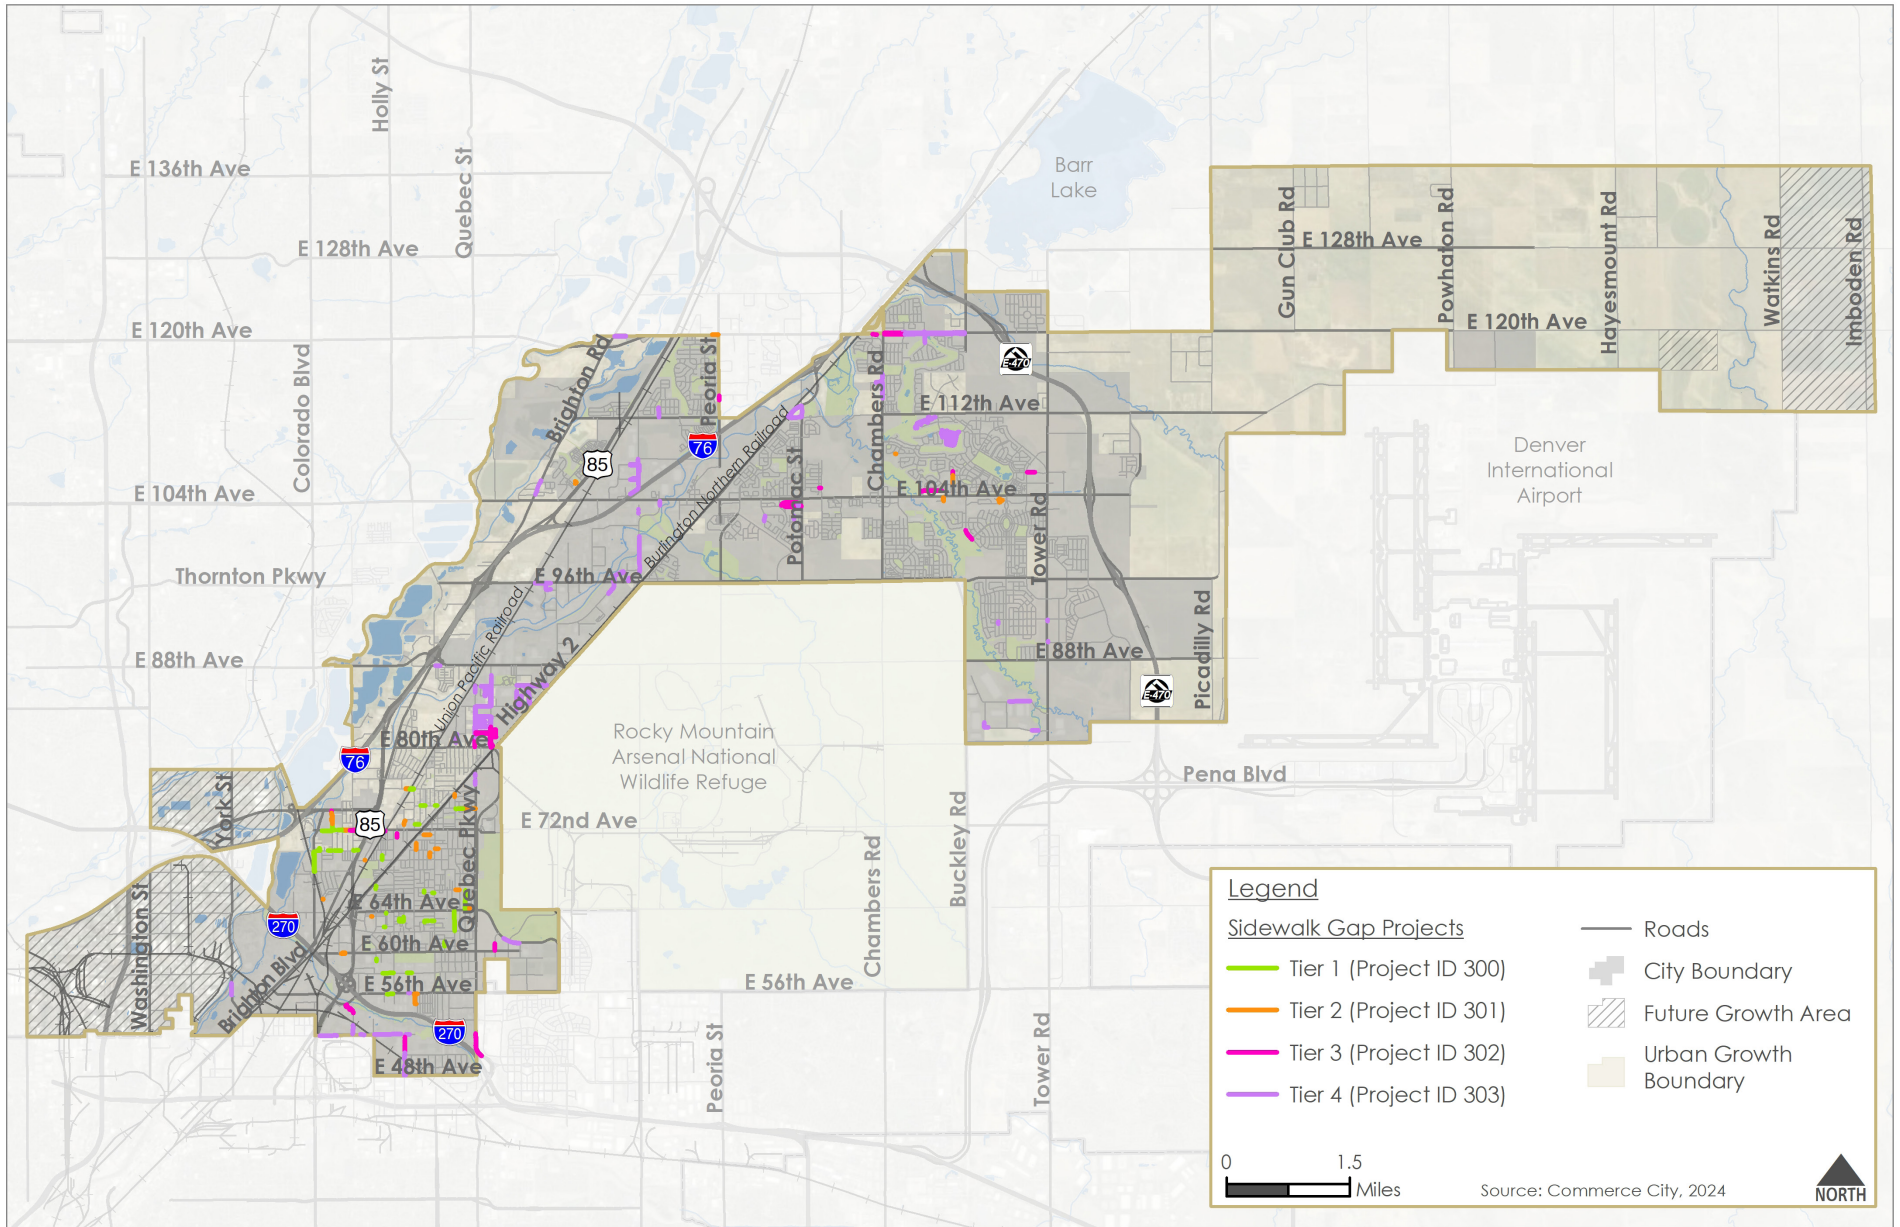 Holly St
E 136th Ave
Quebec St
Barr
Lake
E 128th Ave
Gun Club Rd
E 128th Ave
Powhaton Rd
Hayesmount Rd
Watkins Rd
Imboden Rd
E 120th Ave
E 120th Ave
Colorado Blvd
Brighton Rd
Peoria St
Chambers Rd
E-470
E 112th Ave
76
85
Burlington Northern Railroad
Potomac St
Denver
International
Airport
E 104th Ave
E 104th Ave
Tower Rd
Thornton Pkwy
E 96th Ave
Union Pacific Railroad
Picadilly Rd
E 88th Ave
E 88th Ave
E-470
Highway 2
E 80th Ave
Rocky Mountain
Arsenal National
Wildlife Refuge
76
York St
85
Quebec Pkwy
E 72nd Ave
Pena Blvd
Chambers Rd
Buckley Rd
Washington St
270
E 64th Ave
E 60th Ave
Brighton Blvd
E 56th Ave
E 56th Ave
270
E 48th Ave
Peoria St
Tower Rd
Legend
Sidewalk Gap Projects
Tier 1 (Project ID 300)
Tier 2 (Project ID 301)
Tier 3 (Project ID 302)
Tier 4 (Project ID 303)
Roads
City Boundary
Future Growth Area
Urban Growth
Boundary
0 1.5
Miles
Source: Commerce City, 2024
NORTH